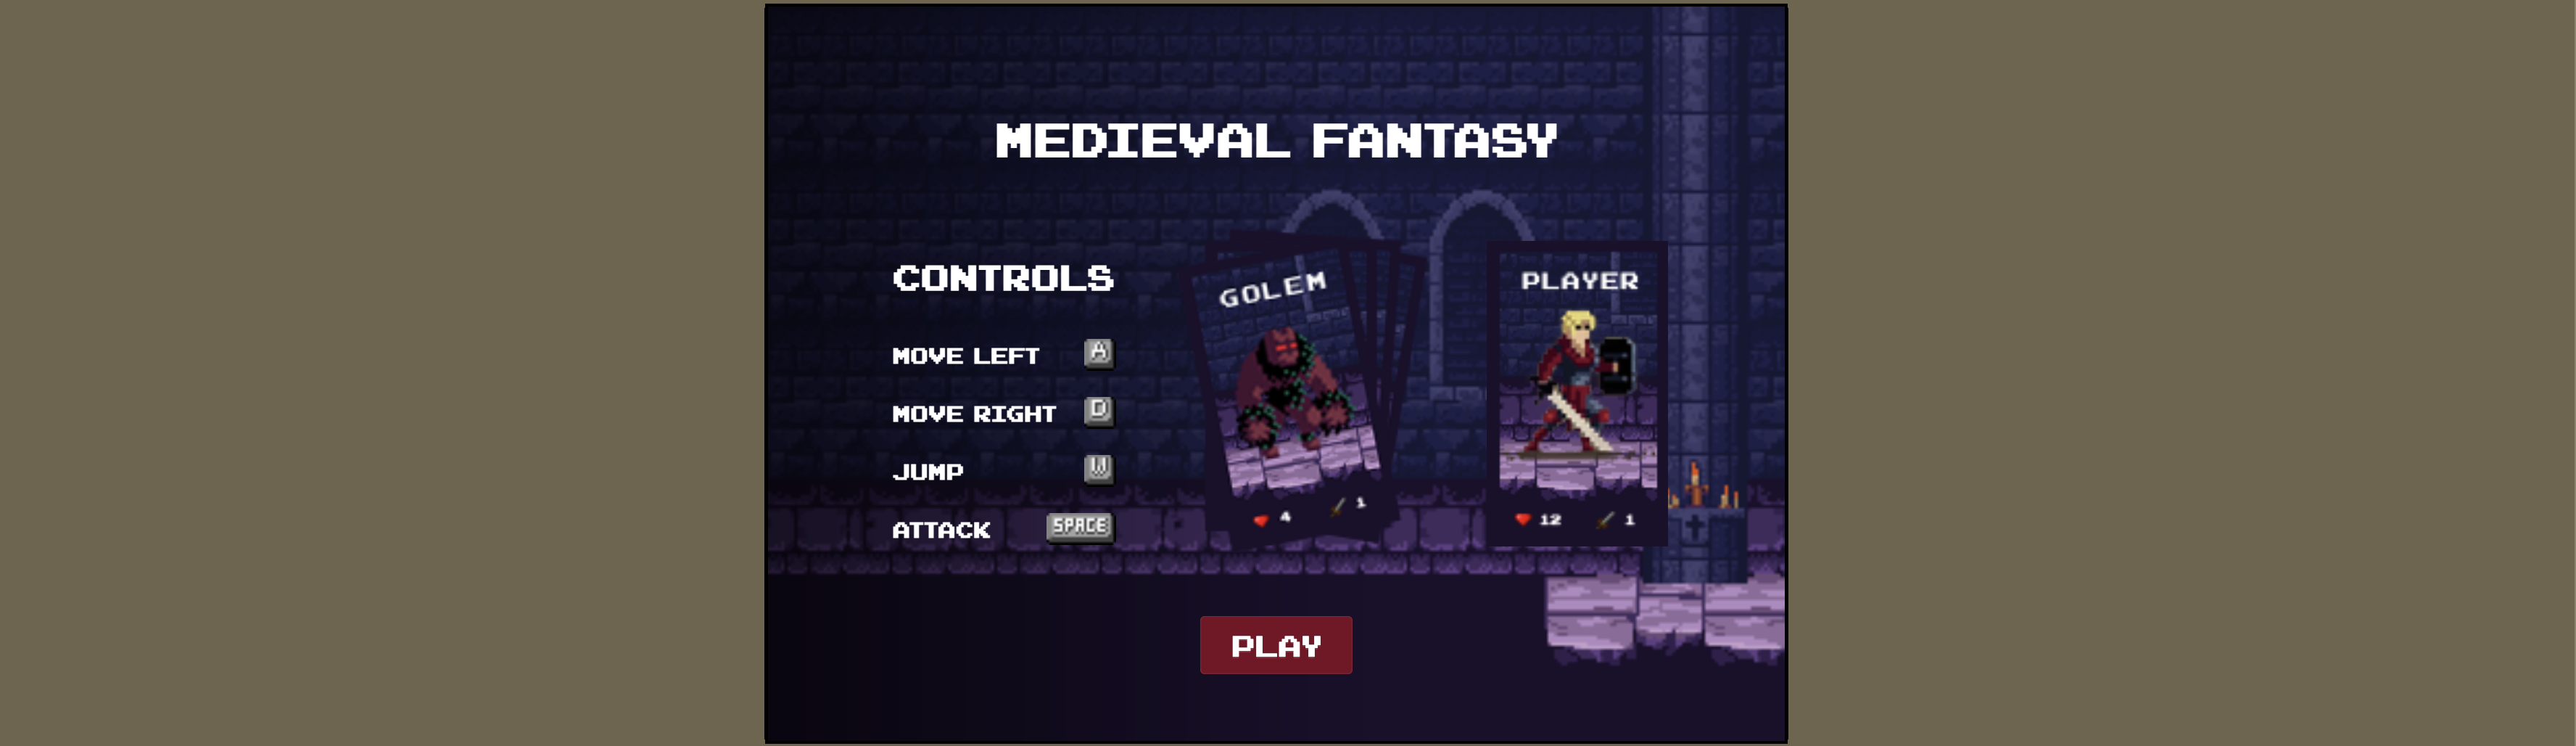 MEDIEVAL FANTASY
CONTROLS
MOVE LEFT A
MOVE RIGHT D
JUMP W
ATTACK SPACE
GOLEM
4 1
PLAYER
12 1
PLAY